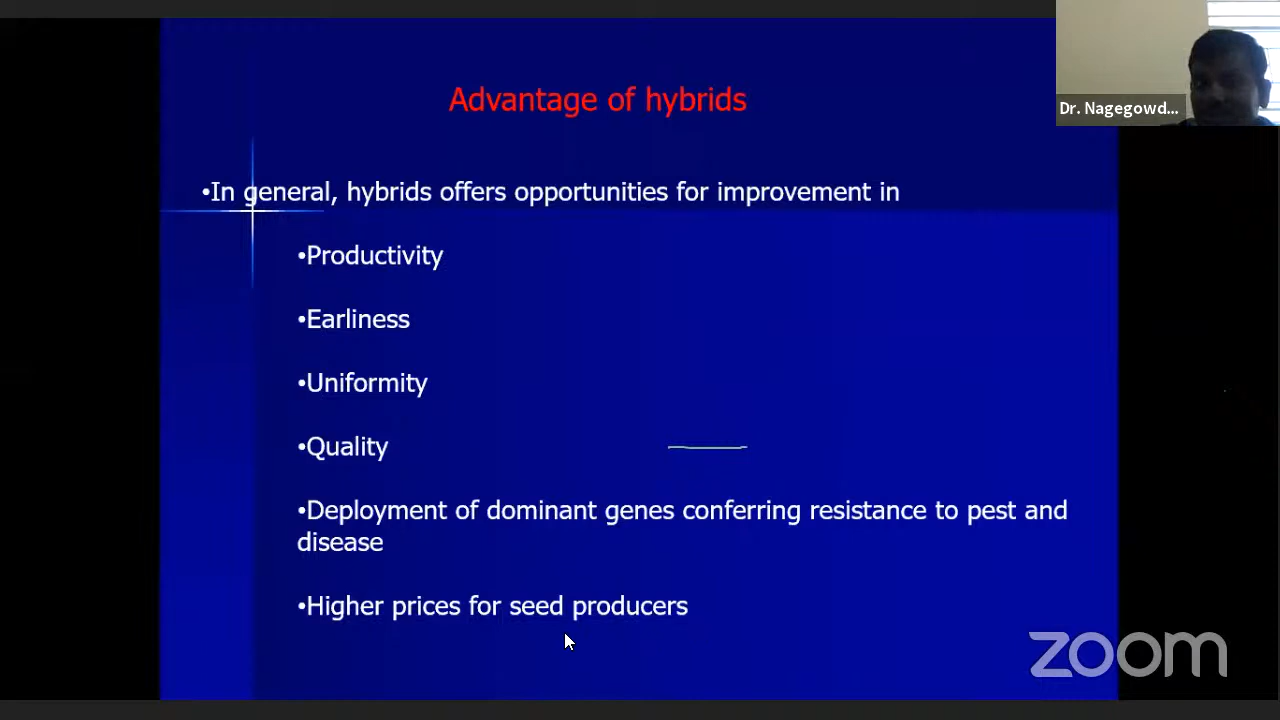 Advantage of hybrids
Dr. Nagegowd...
•In general, hybrids offers opportunities for improvement in
•Productivity
•Earliness
•Uniformity
•Quality
•Deployment of dominant genes conferring resistance to pest and
disease
•Higher prices for seed producers
zoom